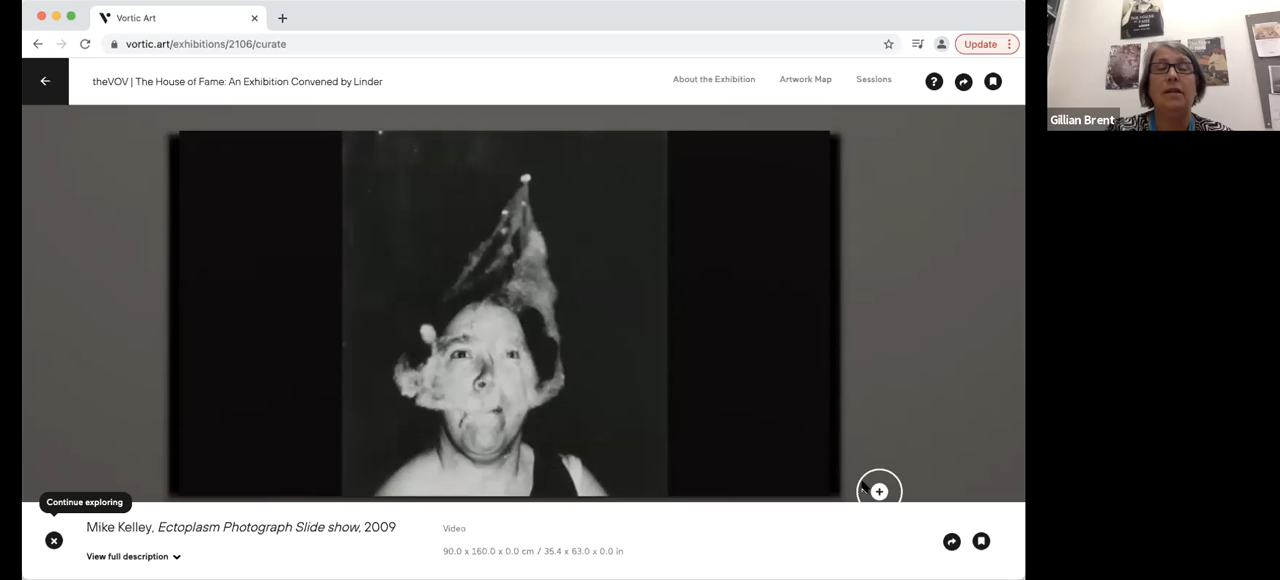 Vortic Art
vortic.art/exhibitions/2106/curate
Update
theVOV | The House of Fame: An Exhibition Convened by Linder
About the Exhibition
Artwork Map
Sessions
?
Gillian Brent
Continue exploring
Mike Kelley, Ectoplasm Photograph Slide show, 2009
View full description
Video
90.0 x 160.0 x 0.0 cm / 35.4 x 63.0 x 0.0 in